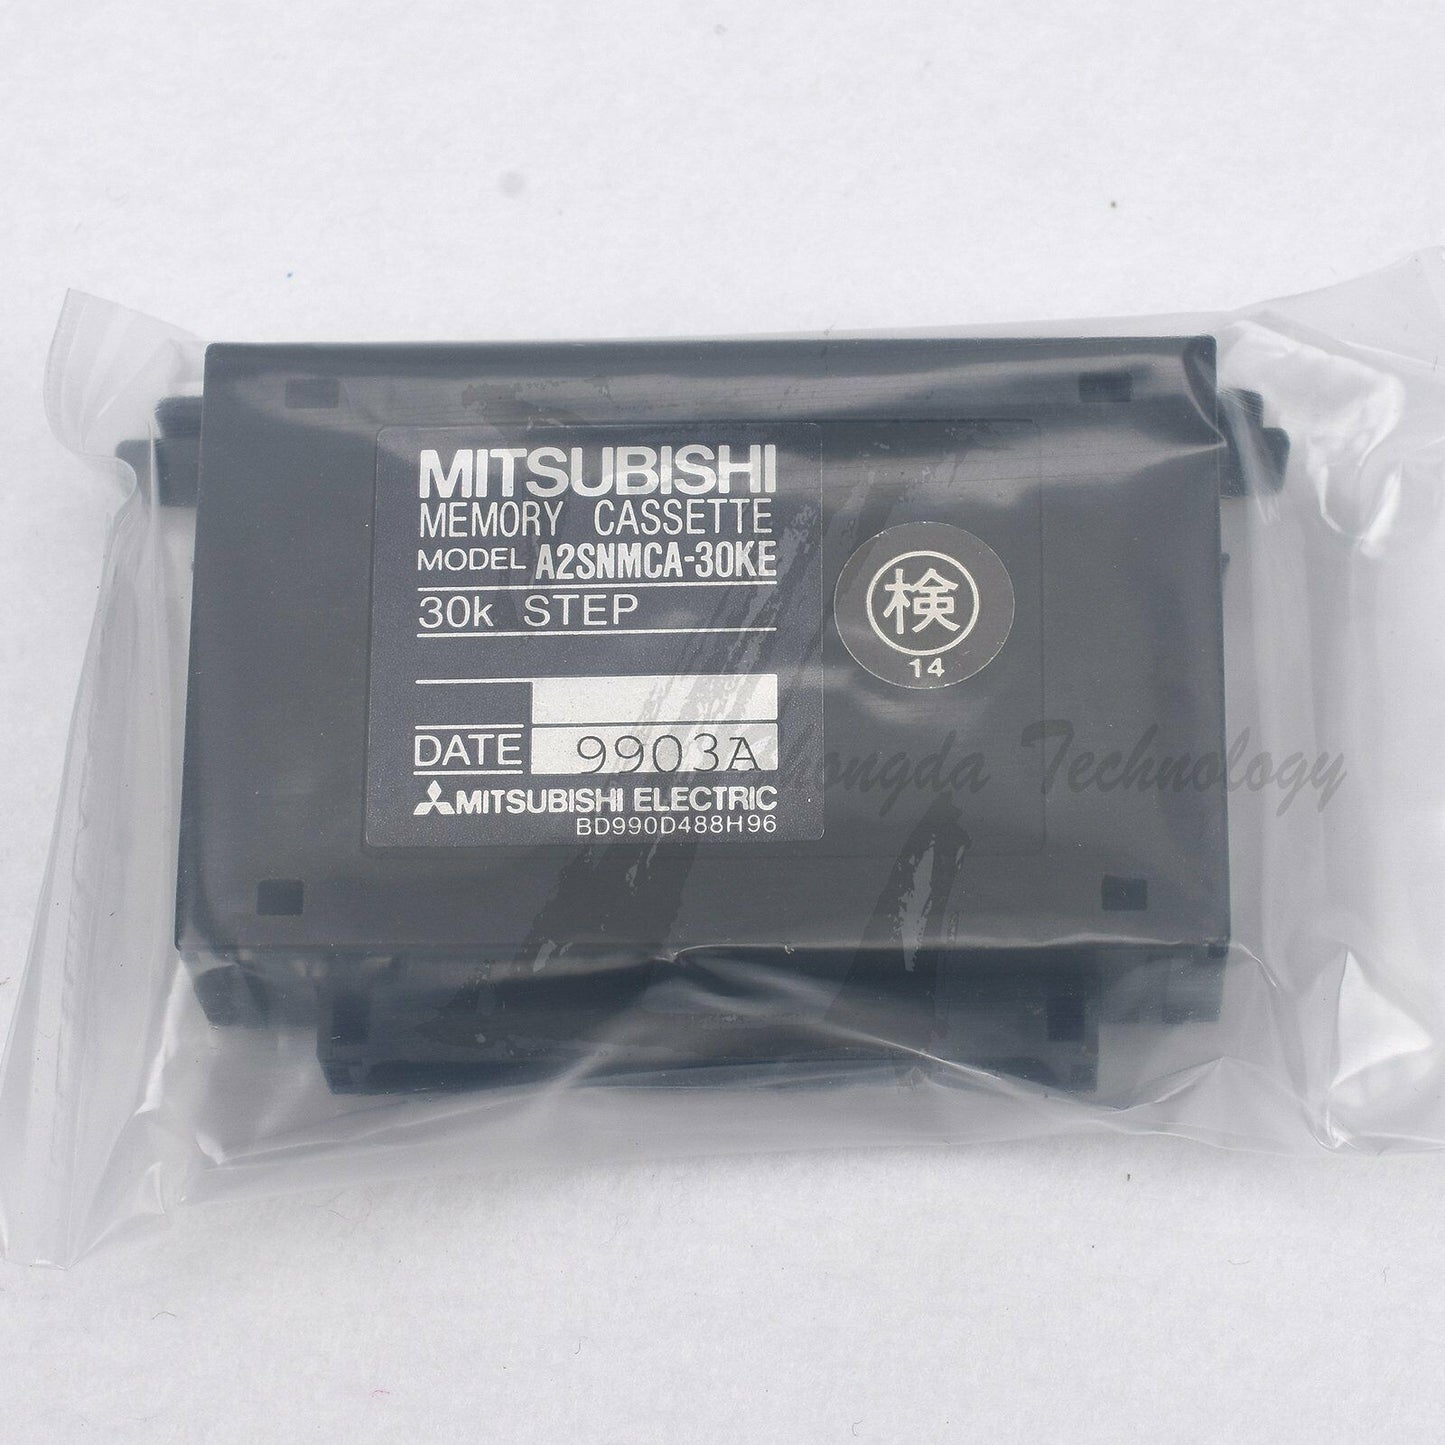 MITSUBISHI
MEMORY CASSETTE
MODEL A2SNMCA-30KE
30k STEP
DATE 9903A
MITSUBISHI ELECTRIC
BD990D488H96
検
14
Technology